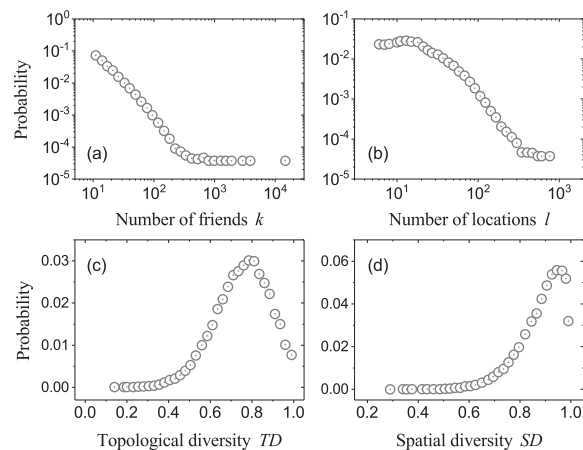 10^0
10^-1
10^-2
10^-3
10^-4
10^-5
Probability
(a)
10^1 10^2 10^3 10^4
Number of friends k
10^-1
10^-2
10^-3
10^-4
10^-5
(b)
10^1 10^2 10^3
Number of locations l
0.03
0.02
0.01
0.00
Probability
(c)
0.0 0.2 0.4 0.6 0.8 1.0
Topological diversity TD
0.06
0.04
0.02
0.00
(d)
0.2 0.4 0.6 0.8 1.0
Spatial diversity SD